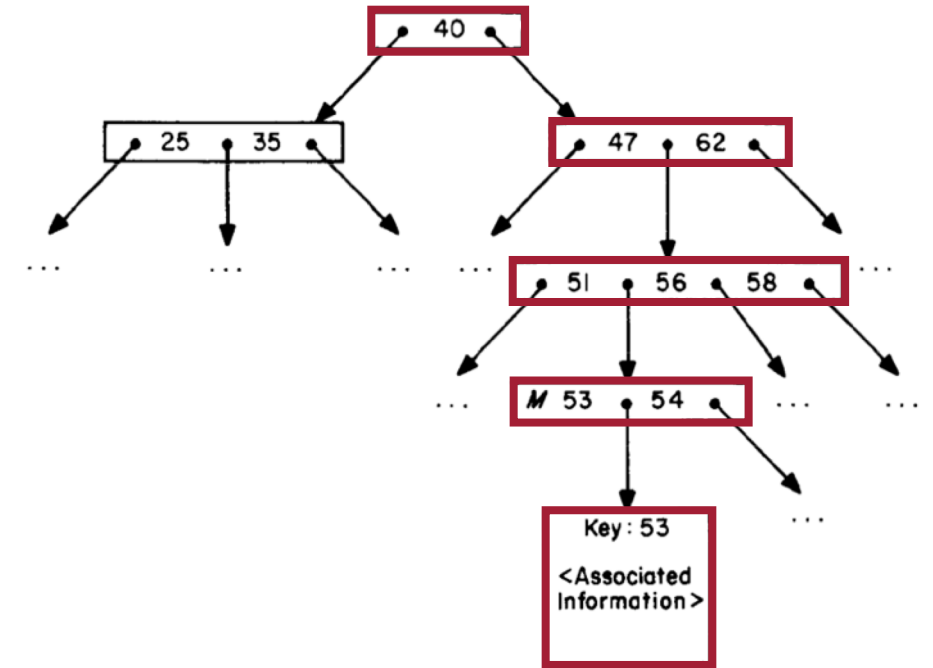 40
25 35
47 62
... ... ... ... ...
51 56 58
M 53 54
... ... ...
...
Key: 53
<Associated
Information>